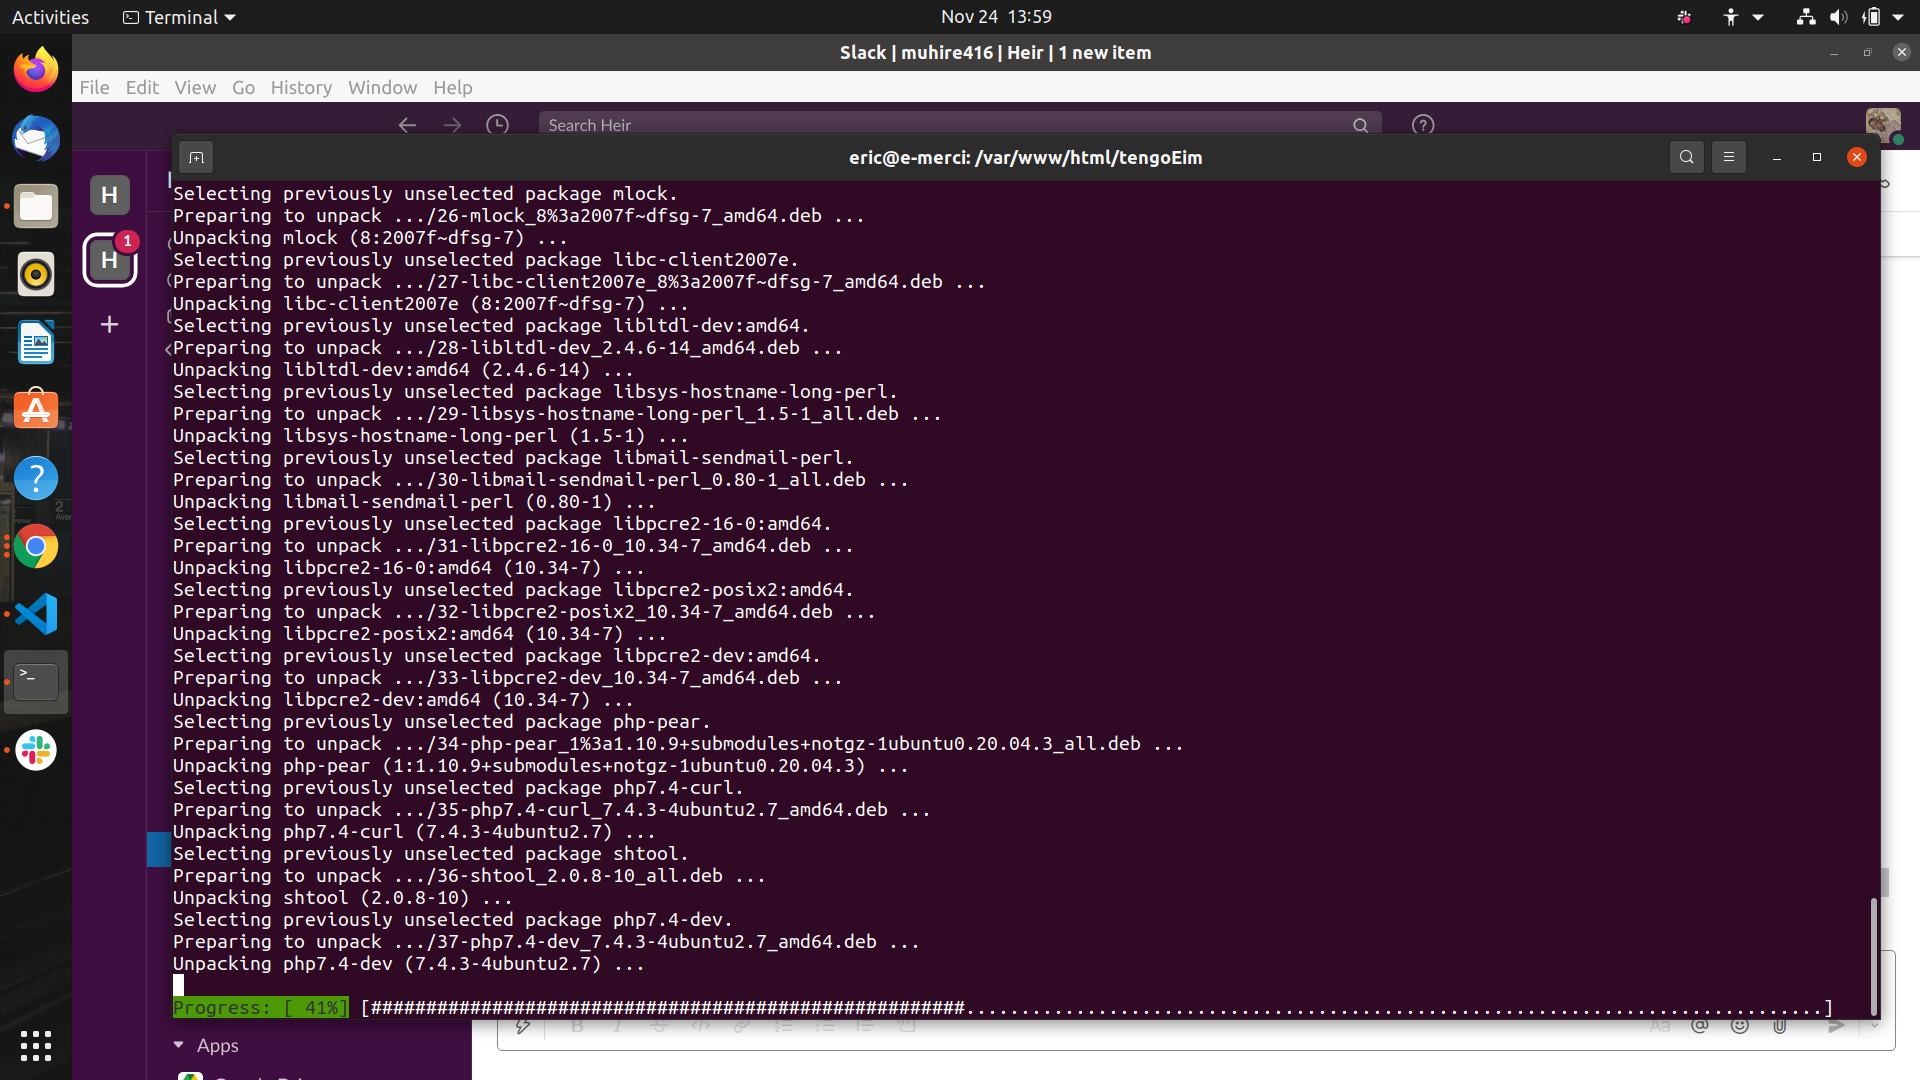 Activities
Terminal
Nov 24 13:59
Slack | muhire416 | Heir | 1 new item
File Edit View Go History Window Help
Search Heir
eric@e-merci: /var/www/html/tengoEim
H
H
1
+
Selecting previously unselected package mlock.
Preparing to unpack .../26-mlock_8%3a2007f~dfsg-7_amd64.deb ...
Unpacking mlock (8:2007f~dfsg-7) ...
Selecting previously unselected package libc-client2007e.
Preparing to unpack .../27-libc-client2007e_8%3a2007f~dfsg-7_amd64.deb ...
Unpacking libc-client2007e (8:2007f~dfsg-7) ...
Selecting previously unselected package libltdl-dev:amd64.
Preparing to unpack .../28-libltdl-dev_2.4.6-14_amd64.deb ...
Unpacking libltdl-dev:amd64 (2.4.6-14) ...
Selecting previously unselected package libsys-hostname-long-perl.
Preparing to unpack .../29-libsys-hostname-long-perl_1.5-1_all.deb ...
Unpacking libsys-hostname-long-perl (1.5-1) ...
Selecting previously unselected package libmail-sendmail-perl.
Preparing to unpack .../30-libmail-sendmail-perl_0.80-1_all.deb ...
Unpacking libmail-sendmail-perl (0.80-1) ...
Selecting previously unselected package libpcre2-16-0:amd64.
Preparing to unpack .../31-libpcre2-16-0_10.34-7_amd64.deb ...
Unpacking libpcre2-16-0:amd64 (10.34-7) ...
Selecting previously unselected package libpcre2-posix2:amd64.
Preparing to unpack .../32-libpcre2-posix2_10.34-7_amd64.deb ...
Unpacking libpcre2-posix2:amd64 (10.34-7) ...
Selecting previously unselected package libpcre2-dev:amd64.
Preparing to unpack .../33-libpcre2-dev_10.34-7_amd64.deb ...
Unpacking libpcre2-dev:amd64 (10.34-7) ...
Selecting previously unselected package php-pear.
Preparing to unpack .../34-php-pear_1%3a1.10.9+submodules+notgz-1ubuntu0.20.04.3_all.deb ...
Unpacking php-pear (1:1.10.9+submodules+notgz-1ubuntu0.20.04.3) ...
Selecting previously unselected package php7.4-curl.
Preparing to unpack .../35-php7.4-curl_7.4.3-4ubuntu2.7_amd64.deb ...
Unpacking php7.4-curl (7.4.3-4ubuntu2.7) ...
Selecting previously unselected package shtool.
Preparing to unpack .../36-shtool_2.0.8-10_all.deb ...
Unpacking shtool (2.0.8-10) ...
Selecting previously unselected package php7.4-dev.
Preparing to unpack .../37-php7.4-dev_7.4.3-4ubuntu2.7_amd64.deb ...
Unpacking php7.4-dev (7.4.3-4ubuntu2.7) ...
Progress: [ 41%] [######################################################..............................................................................]
Apps